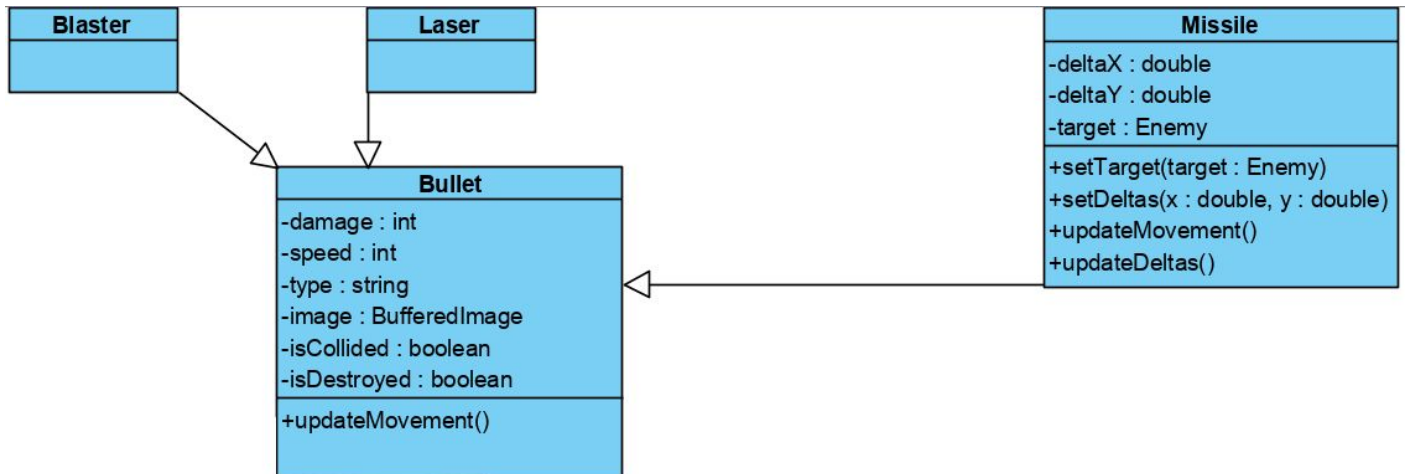 Blaster
Laser
Missile
-deltaX : double
-deltaY : double
-target : Enemy
+setTarget(target : Enemy)
+setDeltas(x : double, y : double)
+updateMovement()
+updateDeltas()
Bullet
-damage : int
-speed : int
-type : string
-image : BufferedImage
-isCollided : boolean
-isDestroyed : boolean
+updateMovement()